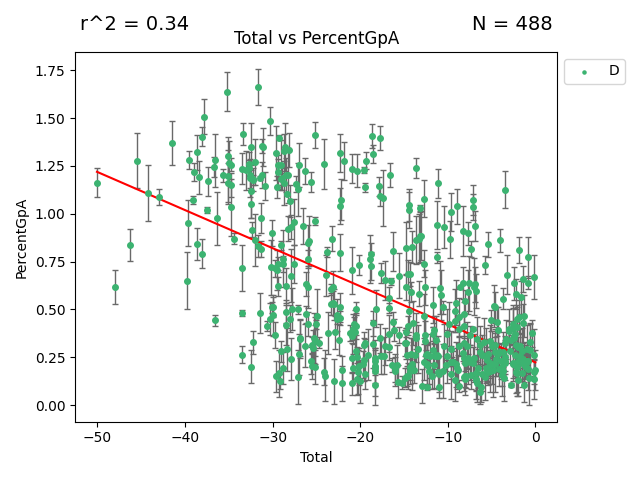 r^2 = 0.34
N = 488
Total vs PercentGpA
D
PercentGpA
1.75
1.50
1.25
1.00
0.75
0.50
0.25
0.00
−50
−40
−30
−20
−10
0
Total